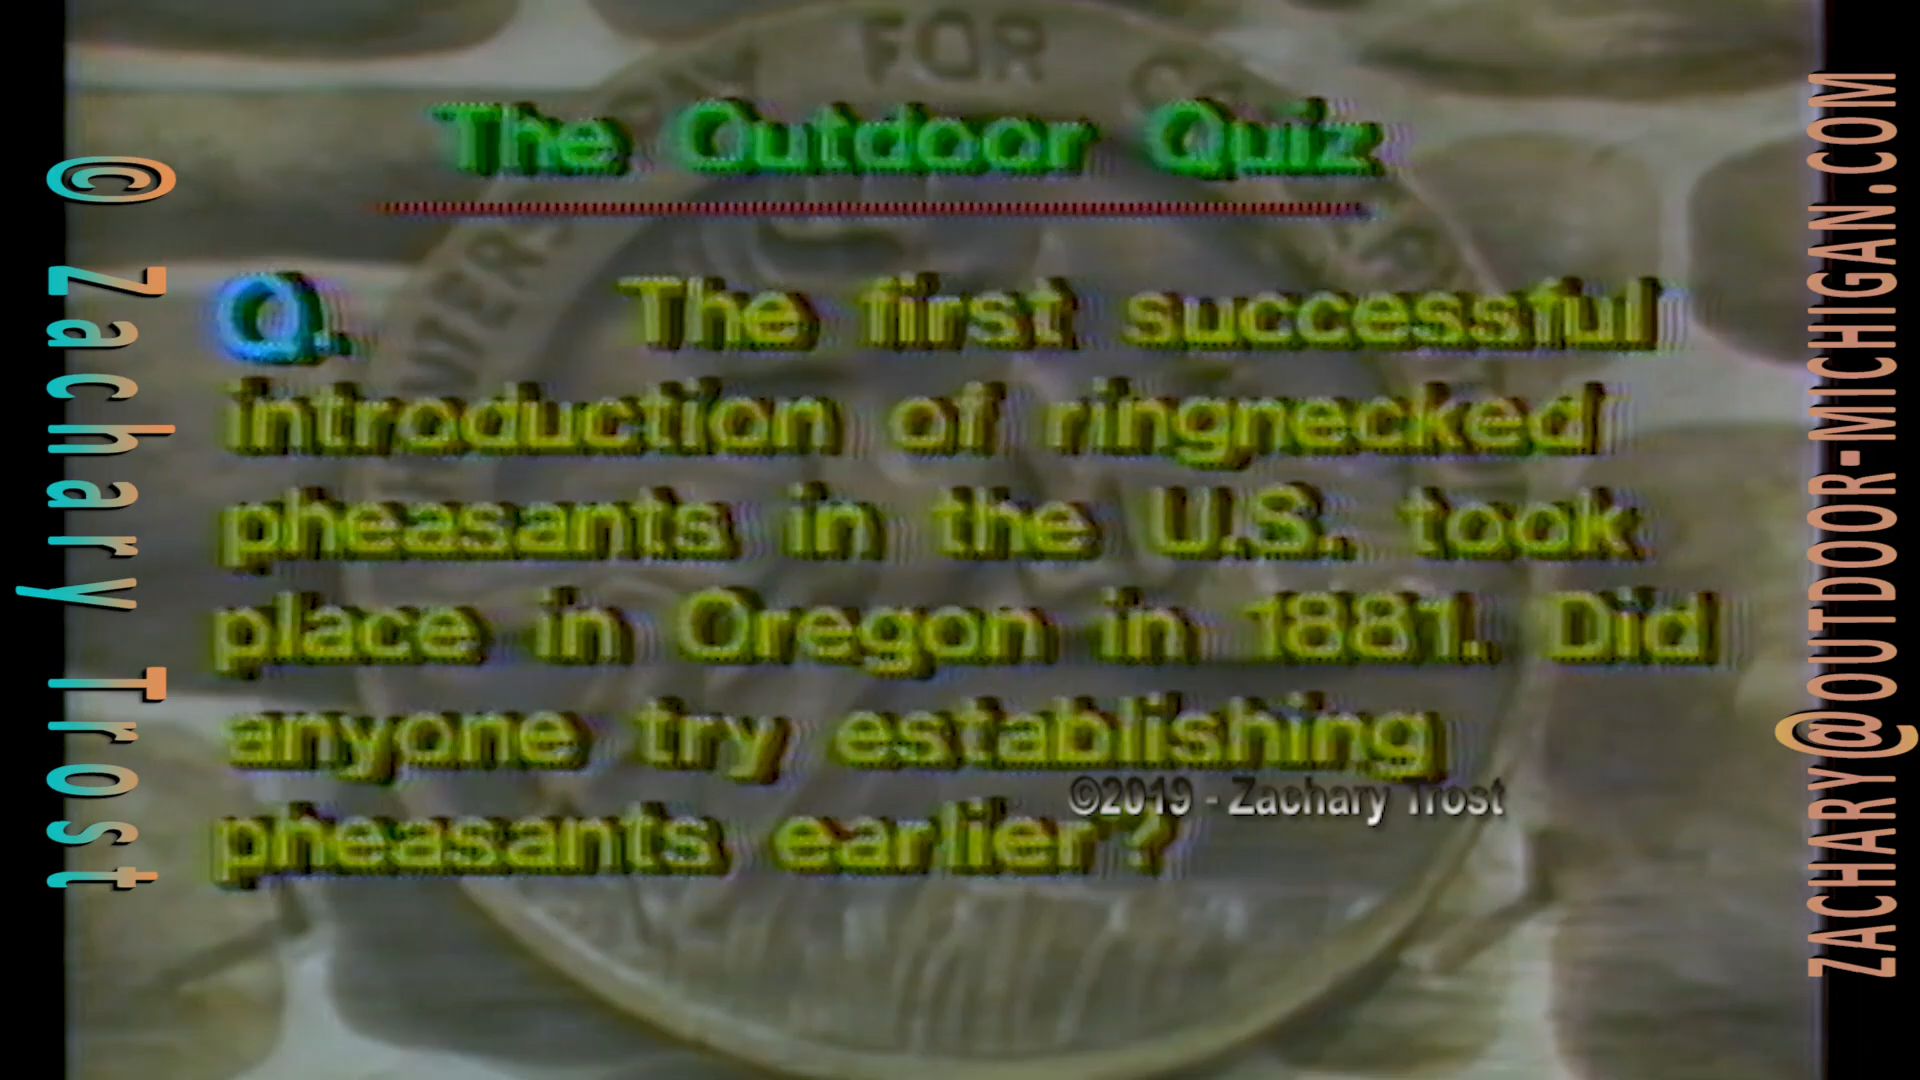 FOR
The Outdoor Quiz
Q. The first successful
introduction of ringnecked
pheasants in the U.S. took
place in Oregon in 1881. Did
anyone try establishing
pheasants earlier?
©2019 - Zachary Trost
© Zachary Trost
ZACHARY@OUTDOOR-MICHIGAN.COM